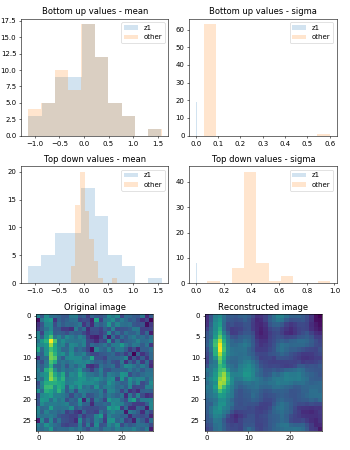 Bottom up values - mean
17.5
15.0
12.5
10.0
7.5
5.0
2.5
0.0
−1.0 −0.5 0.0 0.5 1.0 1.5
z1
other
Bottom up values - sigma
60
50
40
30
20
10
0
0.0 0.1 0.2 0.3 0.4 0.5 0.6
z1
other
Top down values - mean
20
15
10
5
0
−1.0 −0.5 0.0 0.5 1.0 1.5
z1
other
Top down values - sigma
40
30
20
10
0
0.0 0.2 0.4 0.6 0.8 1.0
z1
other
Original image
0
5
10
15
20
25
0 20
Reconstructed image
0
5
10
15
20
25
0 20